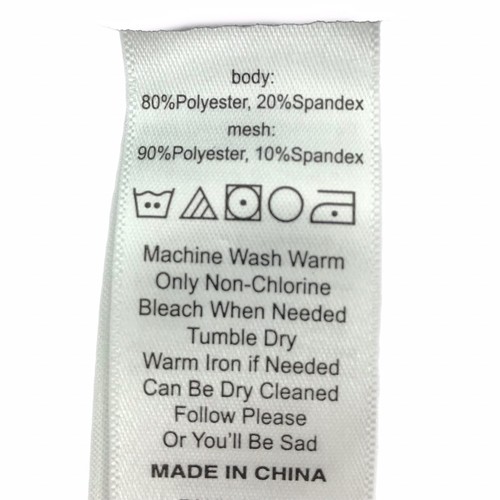 body:
80%Polyester, 20%Spandex
mesh:
90%Polyester, 10%Spandex
Machine Wash Warm
Only Non-Chlorine
Bleach When Needed
Tumble Dry
Warm Iron if Needed
Can Be Dry Cleaned
Follow Please
Or You'll Be Sad
MADE IN CHINA